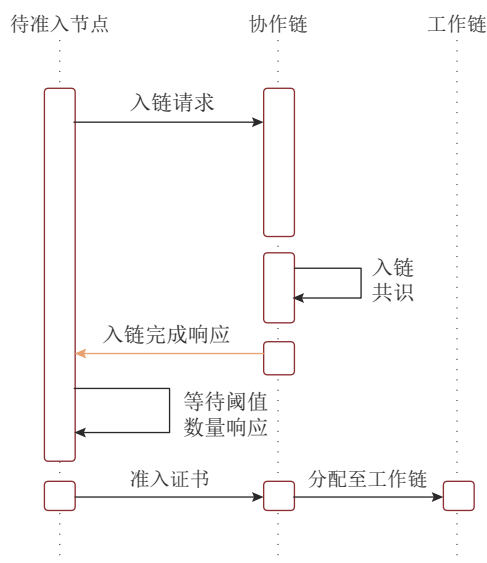 待准入节点
协作链
工作链
入链请求
入链
共识
入链完成响应
等待阈值
数量响应
准入证书
分配至工作链